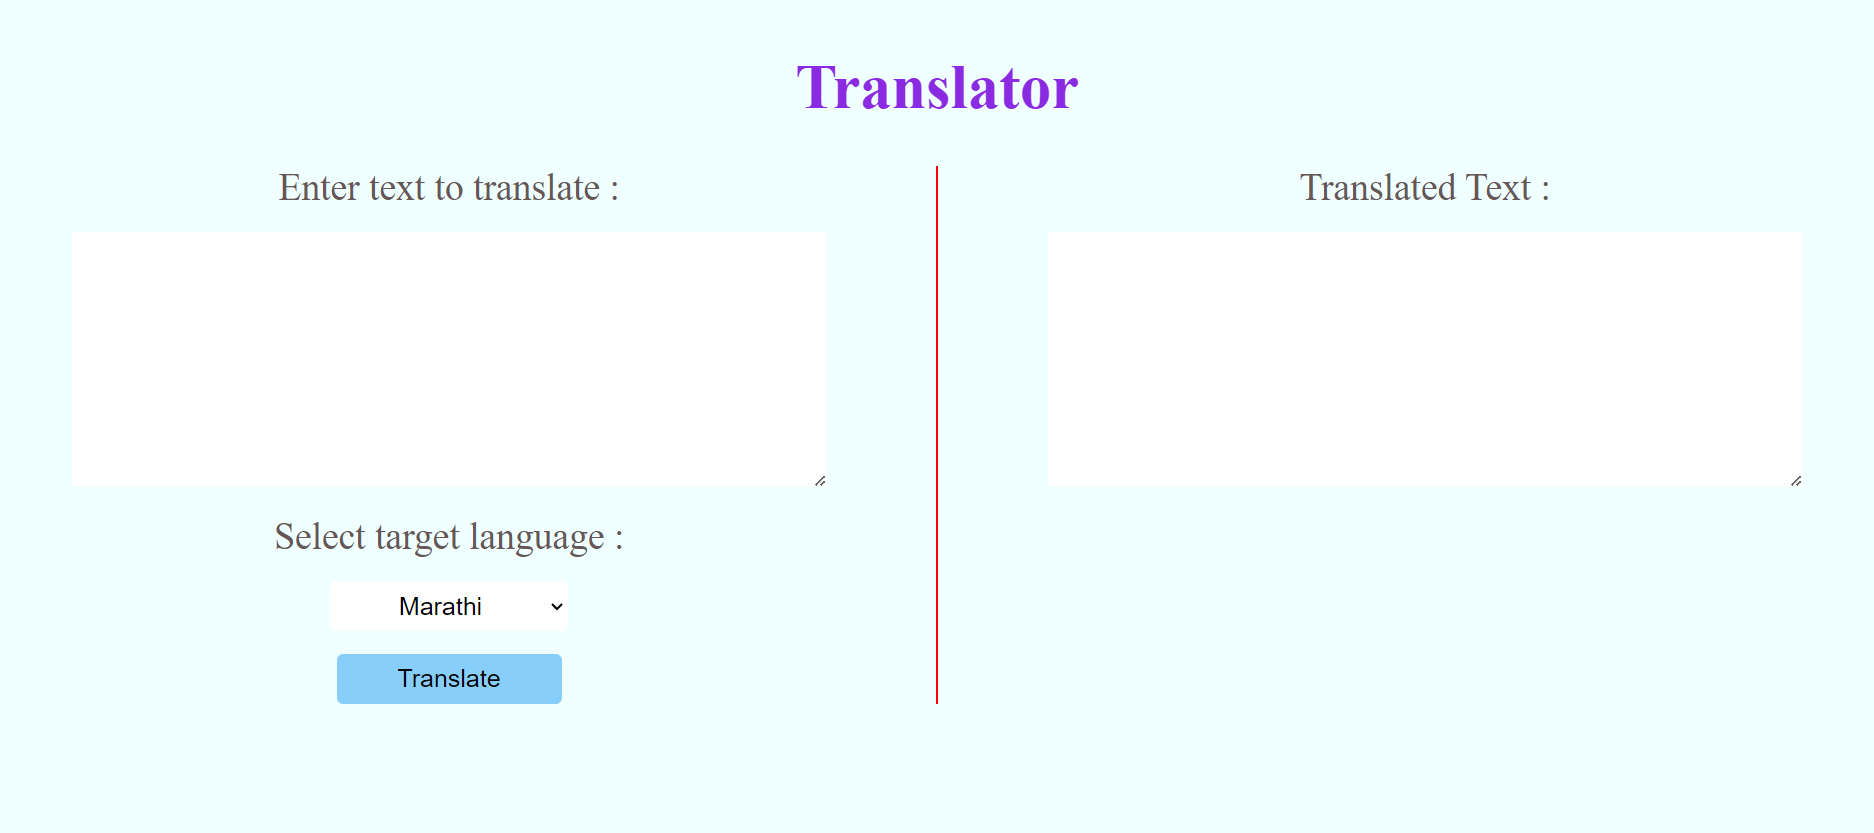 Translator
Enter text to translate :
Select target language :
Marathi
Translate
Translated Text :